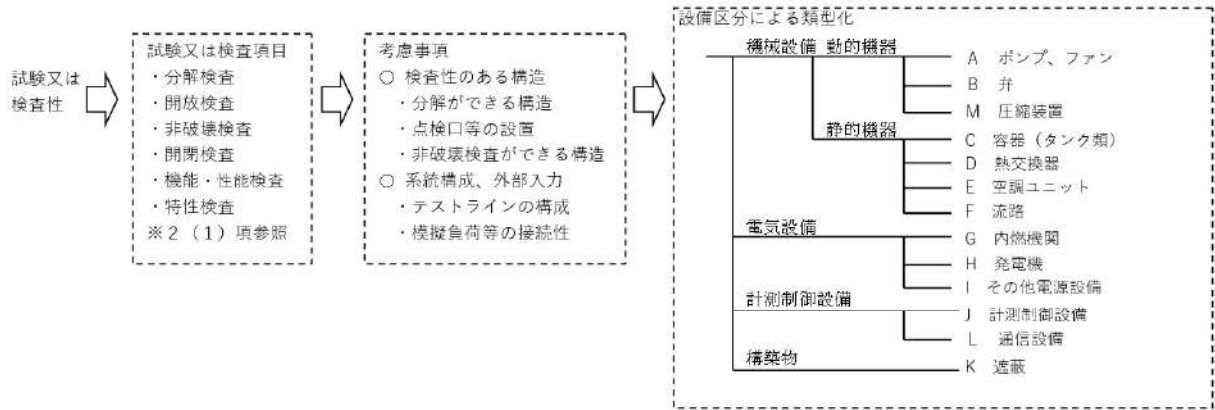 試験又は
検査性
試験又は検査項目
・分解検査
・開放検査
・非破壊検査
・開閉検査
・機能・性能検査
・特性検査
※２（１）項参照
考慮事項
○ 検査性のある構造
・分解ができる構造
・点検口等の設置
・非破壊検査ができる構造
○ 系統構成、外部入力
・テストラインの構成
・模擬負荷等の接続性
設備区分による類型化
機械設備 動的機器
A ポンプ、ファン
B 弁
M 圧縮装置
静的機器
C 容器（タンク類）
D 熱交換器
E 空調ユニット
F 流路
電気設備
G 内燃機関
H 発電機
I その他電源設備
計測制御設備
J 計測制御設備
L 通信設備
構築物
K 遮蔽